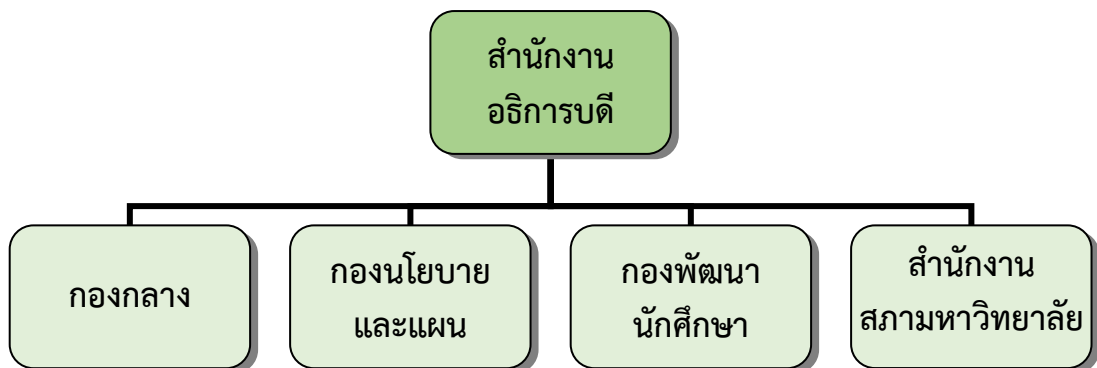 สำนักงาน
อธิการบดี
กองกลาง
กองนโยบาย
และแผน
กองพัฒนา
นักศึกษา
สำนักงาน
สภามหาวิทยาลัย